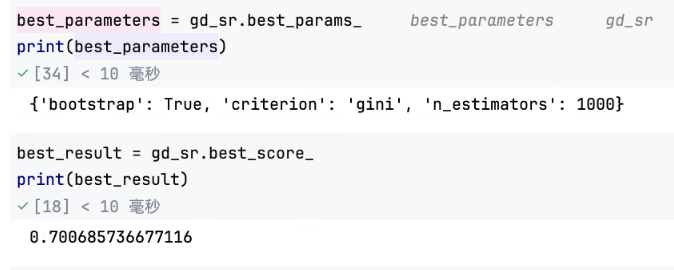 best_parameters = gd_sr.best_params_ best_parameters gd_sr
print(best_parameters)
✓ [34] < 10 毫秒
{'bootstrap': True, 'criterion': 'gini', 'n_estimators': 1000}
best_result = gd_sr.best_score_
print(best_result)
✓ [18] < 10 毫秒
0.700685736677116